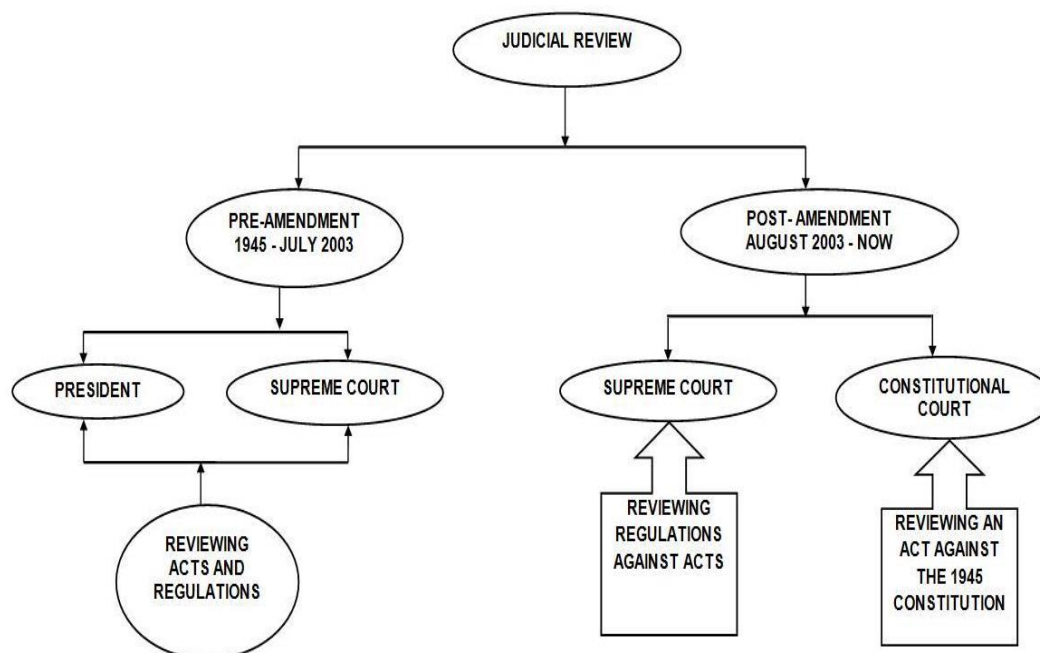 JUDICIAL REVIEW
PRE-AMENDMENT
1945 - JULY 2003
POST- AMENDMENT
AUGUST 2003 - NOW
PRESIDENT
SUPREME COURT
SUPREME COURT
CONSTITUTIONAL
COURT
REVIEWING
ACTS AND
REGULATIONS
REVIEWING
REGULATIONS
AGAINST ACTS
REVIEWING AN
ACT AGAINST
THE 1945
CONSTITUTION